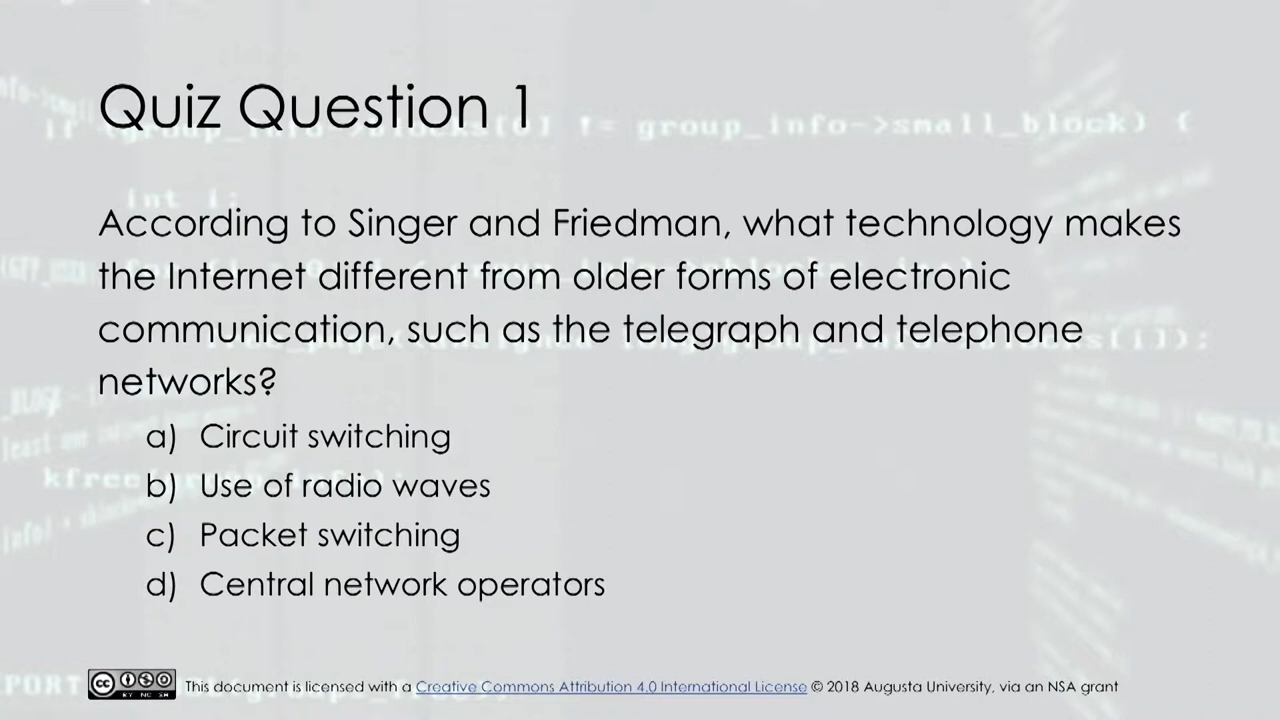 Quiz Question 1
According to Singer and Friedman, what technology makes
the Internet different from older forms of electronic
communication, such as the telegraph and telephone
networks?
a) Circuit switching
b) Use of radio waves
c) Packet switching
d) Central network operators
This document is licensed with a Creative Commons Attribution 4.0 International License © 2018 Augusta University, via an NSA grant